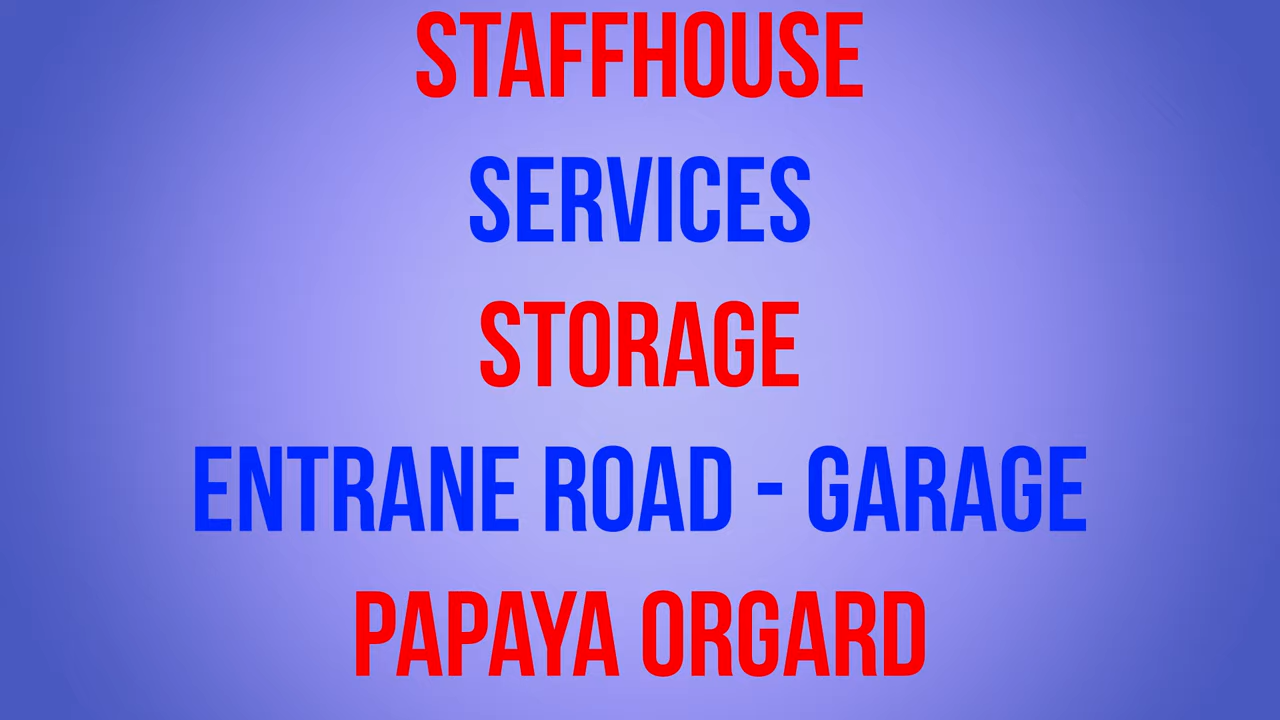 STAFFHOUSE
SERVICES
STORAGE
ENTRANE ROAD - GARAGE
PAPAYA ORGARD